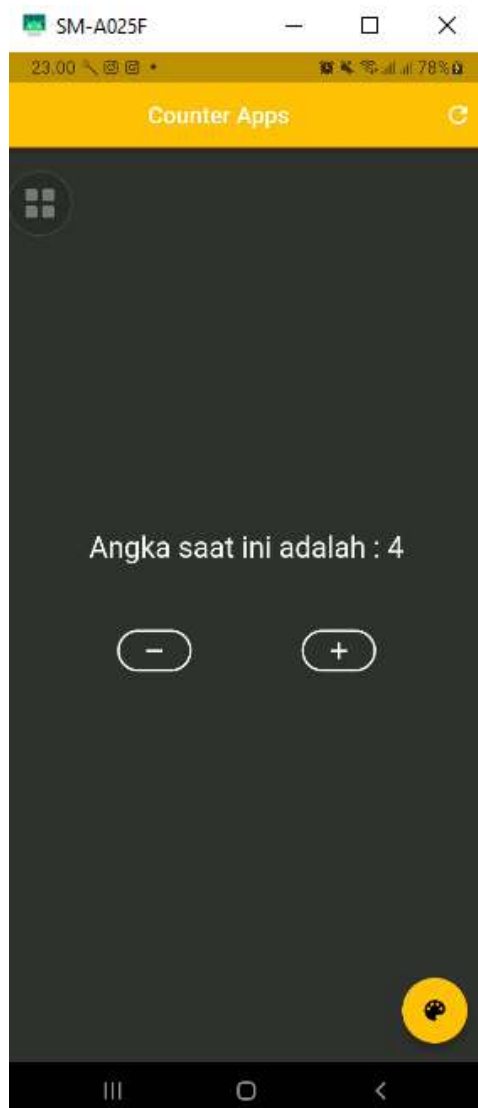 SM-A025F
23.00 78%
Counter Apps
Angka saat ini adalah : 4
- +